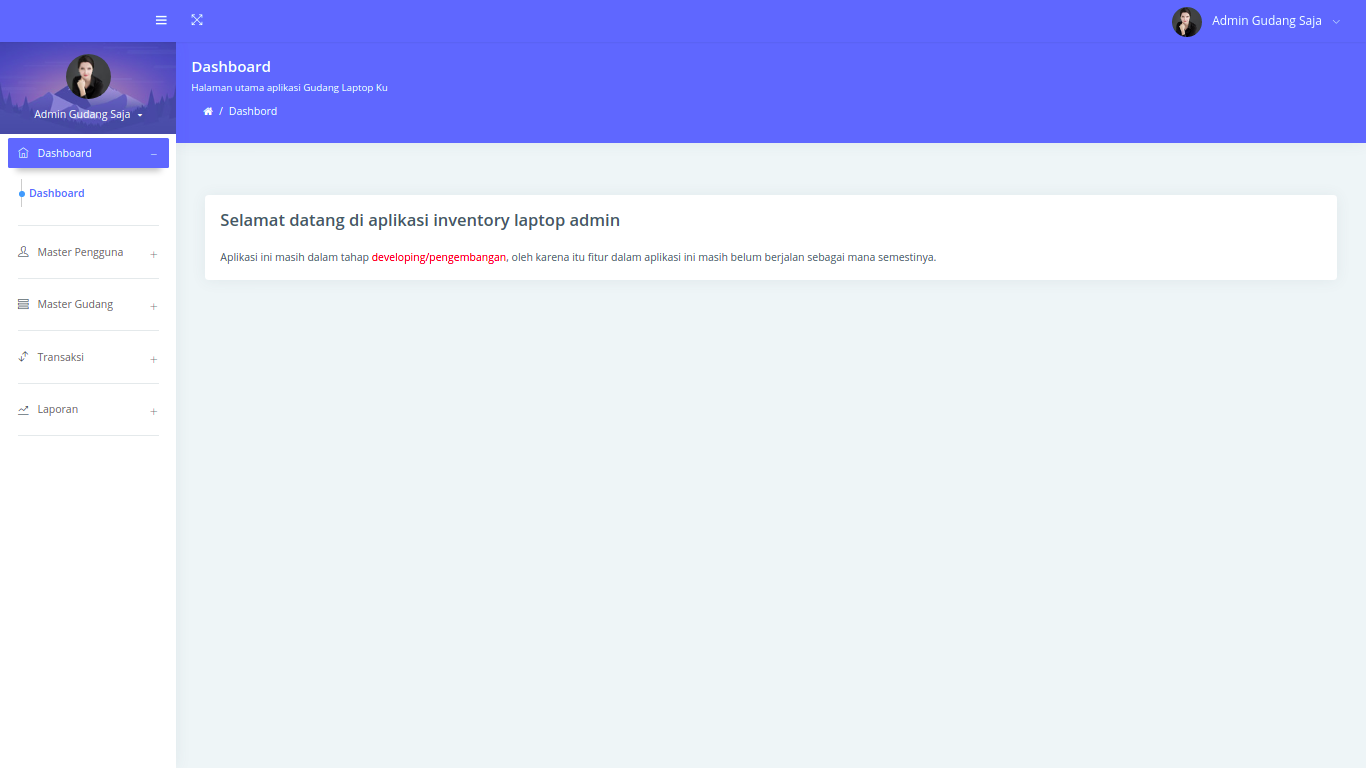 Admin Gudang Saja
Admin Gudang Saja
Dashboard
Halaman utama aplikasi Gudang Laptop Ku
/ Dashbord
Dashboard
Dashboard
Master Pengguna
Master Gudang
Transaksi
Laporan
Selamat datang di aplikasi inventory laptop admin
Aplikasi ini masih dalam tahap developing/pengembangan, oleh karena itu fitur dalam aplikasi ini masih belum berjalan sebagai mana semestinya.